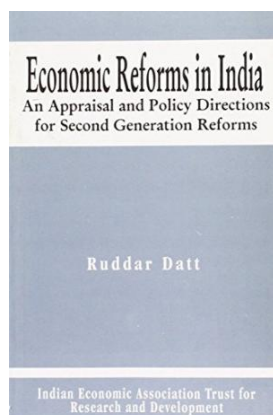 Economic Reforms in India
An Appraisal and Policy Directions
for Second Generation Reforms
Ruddar Datt
Indian Economic Association Trust for
Research and Development